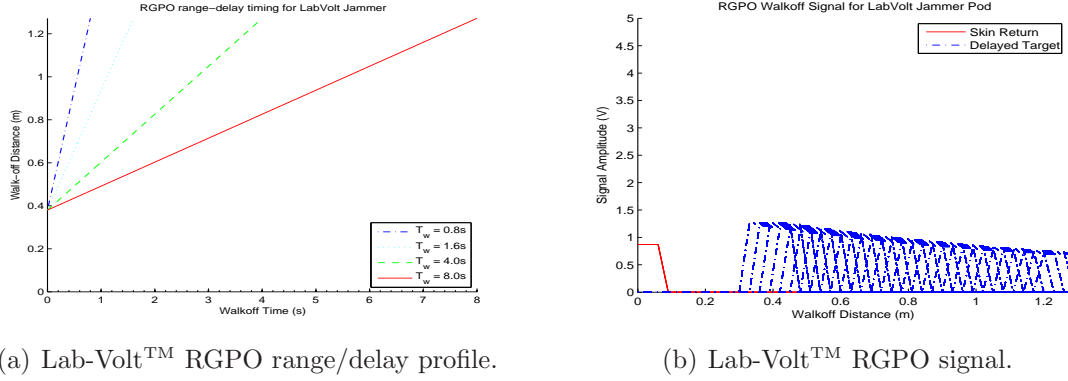 RGPO range−delay timing for LabVolt Jammer
Walk−off Distance (m)
1.2
1
0.8
0.6
0.4
0.2
0
0
1
2
3
4
5
6
7
8
Walkoff Time (s)
T_w = 0.8s
T_w = 1.6s
T_w = 4.0s
T_w = 8.0s
(a) Lab-Volt™ RGPO range/delay profile.
RGPO Walkoff Signal for LabVolt Jammer Pod
Signal Amplitude (V)
5
4.5
4
3.5
3
2.5
2
1.5
1
0.5
0
0
0.2
0.4
0.6
0.8
1
1.2
Walkoff Distance (m)
Skin Return
Delayed Target
(b) Lab-Volt™ RGPO signal.